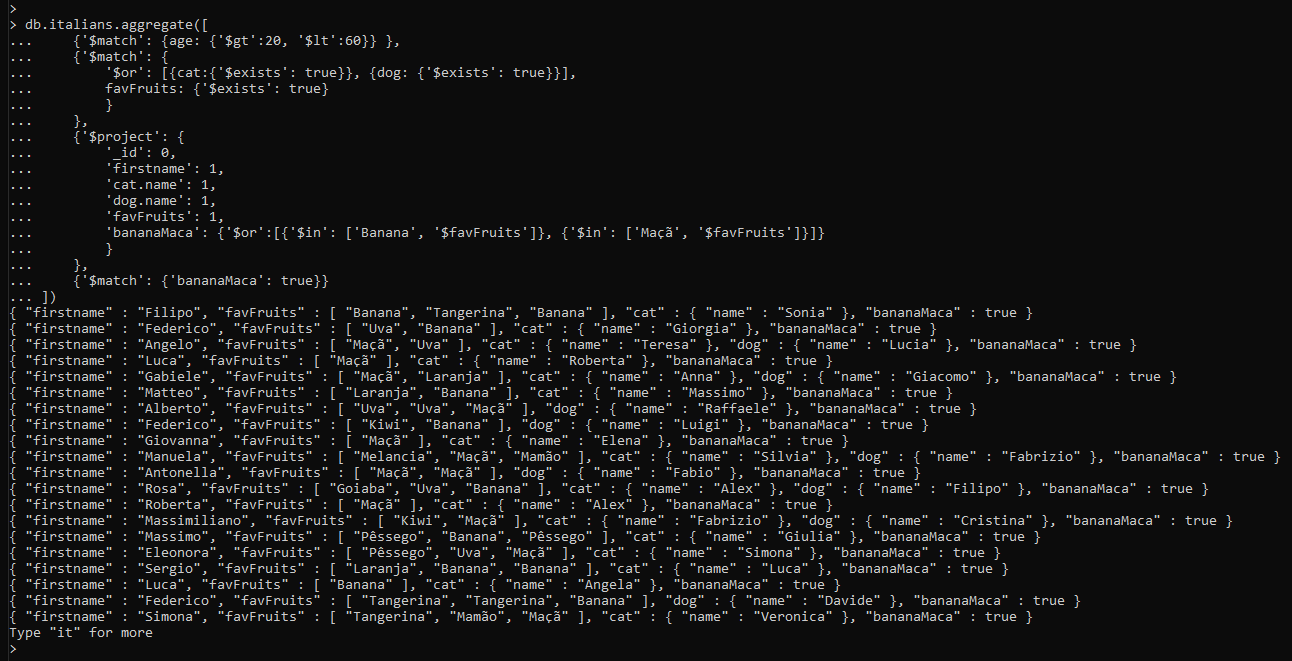 >
> db.italians.aggregate([
...     {'$match': {age: {'$gt':20, '$lt':60}} },
...     {'$match': {
...         '$or': [{cat:{'$exists': true}}, {dog: {'$exists': true}}],
...         favFruits: {'$exists': true}
...         }
...     },
...     {'$project': {
...         '_id': 0,
...         'firstname': 1,
...         'cat.name': 1,
...         'dog.name': 1,
...         'favFruits': 1,
...         'bananaMaca': {'$or':[{'$in': ['Banana', '$favFruits']}, {'$in': ['Maçã', '$favFruits']}]}
...         }
...     },
...     {'$match': {'bananaMaca': true}}
... ])
{ "firstname" : "Filipo", "favFruits" : [ "Banana", "Tangerina", "Banana" ], "cat" : { "name" : "Sonia" }, "bananaMaca" : true }
{ "firstname" : "Federico", "favFruits" : [ "Uva", "Banana" ], "cat" : { "name" : "Giorgia" }, "bananaMaca" : true }
{ "firstname" : "Angelo", "favFruits" : [ "Maçã", "Uva" ], "cat" : { "name" : "Teresa" }, "dog" : { "name" : "Lucia" }, "bananaMaca" : true }
{ "firstname" : "Luca", "favFruits" : [ "Maçã" ], "cat" : { "name" : "Roberta" }, "bananaMaca" : true }
{ "firstname" : "Gabiele", "favFruits" : [ "Maçã", "Laranja" ], "cat" : { "name" : "Anna" }, "dog" : { "name" : "Giacomo" }, "bananaMaca" : true }
{ "firstname" : "Matteo", "favFruits" : [ "Laranja", "Banana" ], "cat" : { "name" : "Massimo" }, "bananaMaca" : true }
{ "firstname" : "Alberto", "favFruits" : [ "Uva", "Uva", "Maçã" ], "dog" : { "name" : "Raffaele" }, "bananaMaca" : true }
{ "firstname" : "Federico", "favFruits" : [ "Kiwi", "Banana" ], "dog" : { "name" : "Luigi" }, "bananaMaca" : true }
{ "firstname" : "Giovanna", "favFruits" : [ "Maçã" ], "cat" : { "name" : "Elena" }, "bananaMaca" : true }
{ "firstname" : "Manuela", "favFruits" : [ "Melancia", "Maçã", "Mamão" ], "cat" : { "name" : "Silvia" }, "dog" : { "name" : "Fabrizio" }, "bananaMaca" : true }
{ "firstname" : "Antonella", "favFruits" : [ "Maçã", "Maçã" ], "dog" : { "name" : "Fabio" }, "bananaMaca" : true }
{ "firstname" : "Rosa", "favFruits" : [ "Goiaba", "Uva", "Banana" ], "cat" : { "name" : "Alex" }, "dog" : { "name" : "Filipo" }, "bananaMaca" : true }
{ "firstname" : "Roberta", "favFruits" : [ "Maçã" ], "cat" : { "name" : "Alex" }, "bananaMaca" : true }
{ "firstname" : "Massimiliano", "favFruits" : [ "Kiwi", "Maçã" ], "cat" : { "name" : "Fabrizio" }, "dog" : { "name" : "Cristina" }, "bananaMaca" : true }
{ "firstname" : "Massimo", "favFruits" : [ "Pêssego", "Banana", "Pêssego" ], "cat" : { "name" : "Giulia" }, "bananaMaca" : true }
{ "firstname" : "Eleonora", "favFruits" : [ "Pêssego", "Uva", "Maçã" ], "cat" : { "name" : "Simona" }, "bananaMaca" : true }
{ "firstname" : "Sergio", "favFruits" : [ "Laranja", "Banana", "Banana" ], "cat" : { "name" : "Luca" }, "bananaMaca" : true }
{ "firstname" : "Luca", "favFruits" : [ "Banana" ], "cat" : { "name" : "Angela" }, "bananaMaca" : true }
{ "firstname" : "Federico", "favFruits" : [ "Tangerina", "Tangerina", "Banana" ], "dog" : { "name" : "Davide" }, "bananaMaca" : true }
{ "firstname" : "Simona", "favFruits" : [ "Tangerina", "Mamão", "Maçã" ], "cat" : { "name" : "Veronica" }, "bananaMaca" : true }
Type "it" for more
>